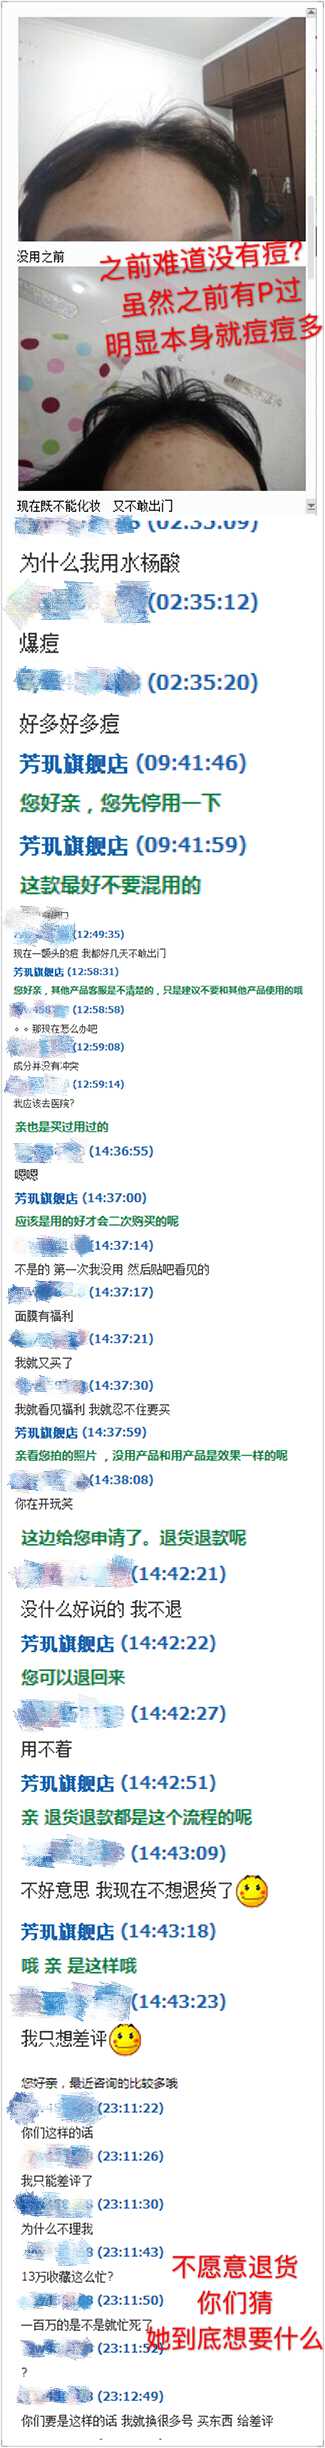 没用之前
之前难道没有痘?
虽然之前有P过
明显本身就痘痘多
现在既不能化妆 又不敢出门
(02:35:09)
为什么我用水杨酸
(02:35:12)
爆痘
(02:35:20)
好多好多痘
芳玑旗舰店 (09:41:46)
您好亲，您先停用一下
芳玑旗舰店 (09:41:59)
这款最好不要混用的
(12:49:35)
现在一额头的痘 我都好几天不敢出门
芳玑旗舰店 (12:58:31)
您好亲，其他产品客服是不清楚的，只是建议不要和其他产品使用的哦
(12:58:58)
。。那现在怎么办吧
(12:59:08)
成分并没有冲突
(12:59:14)
我应该去医院?
亲也是买过用过的
(14:36:55)
嗯嗯
芳玑旗舰店 (14:37:00)
应该是用的好才会二次购买的呢
(14:37:14)
不是的 第一次我没用 然后贴吧看见的
(14:37:17)
面膜有福利
(14:37:21)
我就又买了
(14:37:30)
我就看见福利 我就忍不住要买
芳玑旗舰店 (14:37:59)
亲看您拍的照片 ，没用产品和用产品是效果一样的呢
(14:38:08)
你在开玩笑
这边给您申请了。退货退款呢
(14:42:21)
没什么好说的 我不退
芳玑旗舰店 (14:42:22)
您可以退回来
(14:42:27)
用不着
芳玑旗舰店 (14:42:51)
亲 退货退款都是这个流程的呢
(14:43:09)
不好意思 我现在不想退货了
芳玑旗舰店 (14:43:18)
哦 亲 是这样哦
(14:43:23)
我只想差评
您好亲，最近咨询的比较多哦
(23:11:22)
你们这样的话
(23:11:26)
我只能差评了
(23:11:30)
为什么不理我
(23:11:43)
13万收藏这么忙?
(23:11:50)
一百万的是不是就忙死了
(23:11:52)
?
(23:12:49)
你们要是这样的话 我就换很多号 买东西 给差评
不愿意退货
你们猜
她到底想要什么